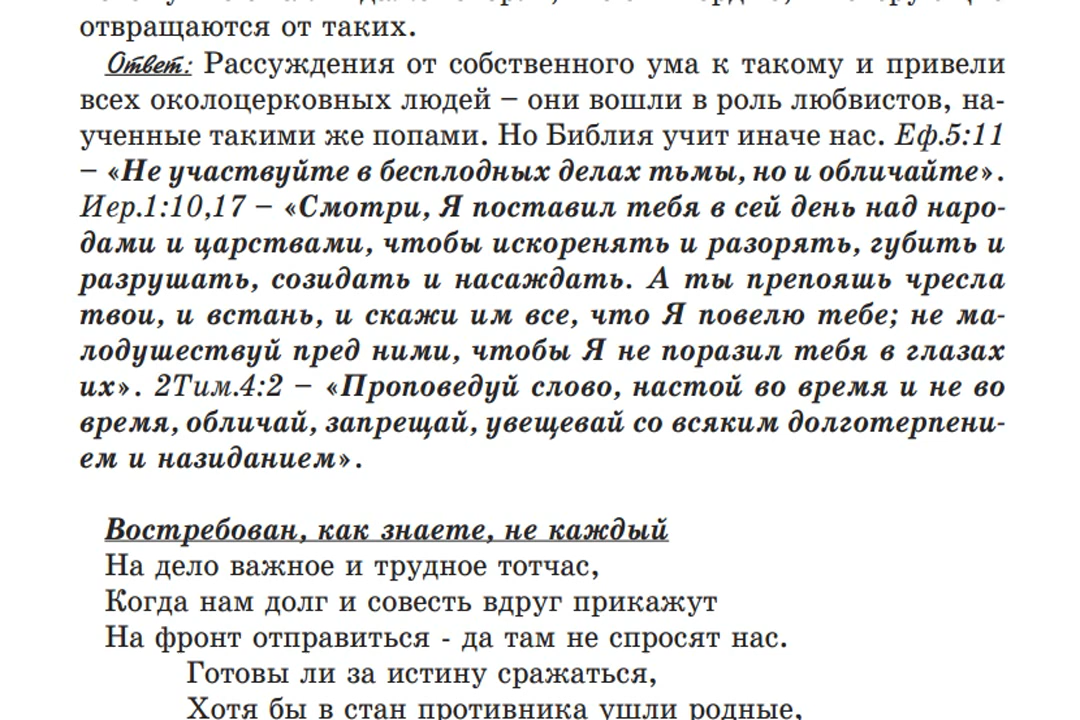 отвращаются от таких.
Ответ: Рассуждения от собственного ума к такому и привели
всех околоцерковных людей – они вошли в роль любвистов, на-
ученные такими же попами. Но Библия учит иначе нас. Еф.5:11
– «Не участвуйте в бесплодных делах тьмы, но и обличайте».
Иер.1:10,17 – «Смотри, Я поставил тебя в сей день над наро-
дами и царствами, чтобы искоренять и разорять, губить и
разрушать, созидать и насаждать. А ты препояшь чресла
твои, и встань, и скажи им все, что Я повелю тебе; не ма-
лодушествуй пред ними, чтобы Я не поразил тебя в глазах
их». 2Тим.4:2 – «Проповедуй слово, настой во время и не во
время, обличай, запрещай, увещевай со всяким долготерпени-
ем и назиданием».
Востребован, как знаете, не каждый
На дело важное и трудное тотчас,
Когда нам долг и совесть вдруг прикажут
На фронт отправиться - да там не спросят нас.
Готовы ли за истину сражаться,
Хотя бы в стан противника ушли родные,